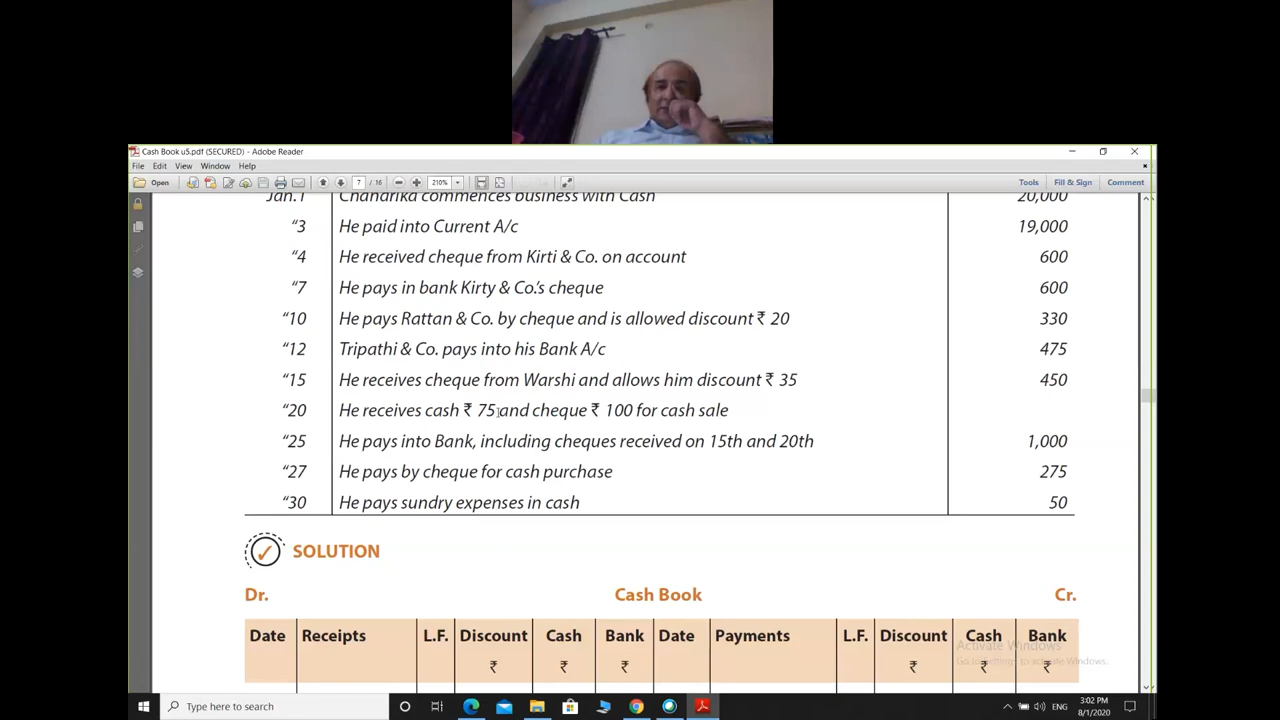 Cash Book u5.pdf (SECURED) - Adobe Reader
File Edit View Window Help
Open 7 / 16 210% Tools Fill & Sign Comment
Jan.1 Chandrika commences business with Cash 20,000
“3 He paid into Current A/c 19,000
“4 He received cheque from Kirti & Co. on account 600
“7 He pays in bank Kirty & Co.’s cheque 600
“10 He pays Rattan & Co. by cheque and is allowed discount ₹ 20 330
“12 Tripathi & Co. pays into his Bank A/c 475
“15 He receives cheque from Warshi and allows him discount ₹ 35 450
“20 He receives cash ₹ 75 and cheque ₹ 100 for cash sale
“25 He pays into Bank, including cheques received on 15th and 20th 1,000
“27 He pays by cheque for cash purchase 275
“30 He pays sundry expenses in cash 50
SOLUTION
Dr. Cash Book Cr.
Date Receipts L.F. Discount Cash Bank Date Payments L.F. Discount Cash Bank
₹ ₹ ₹ ₹ ₹ ₹
Activate Windows
Go to Settings to activate Windows.
Type here to search
ENG
3:02 PM
8/1/2020